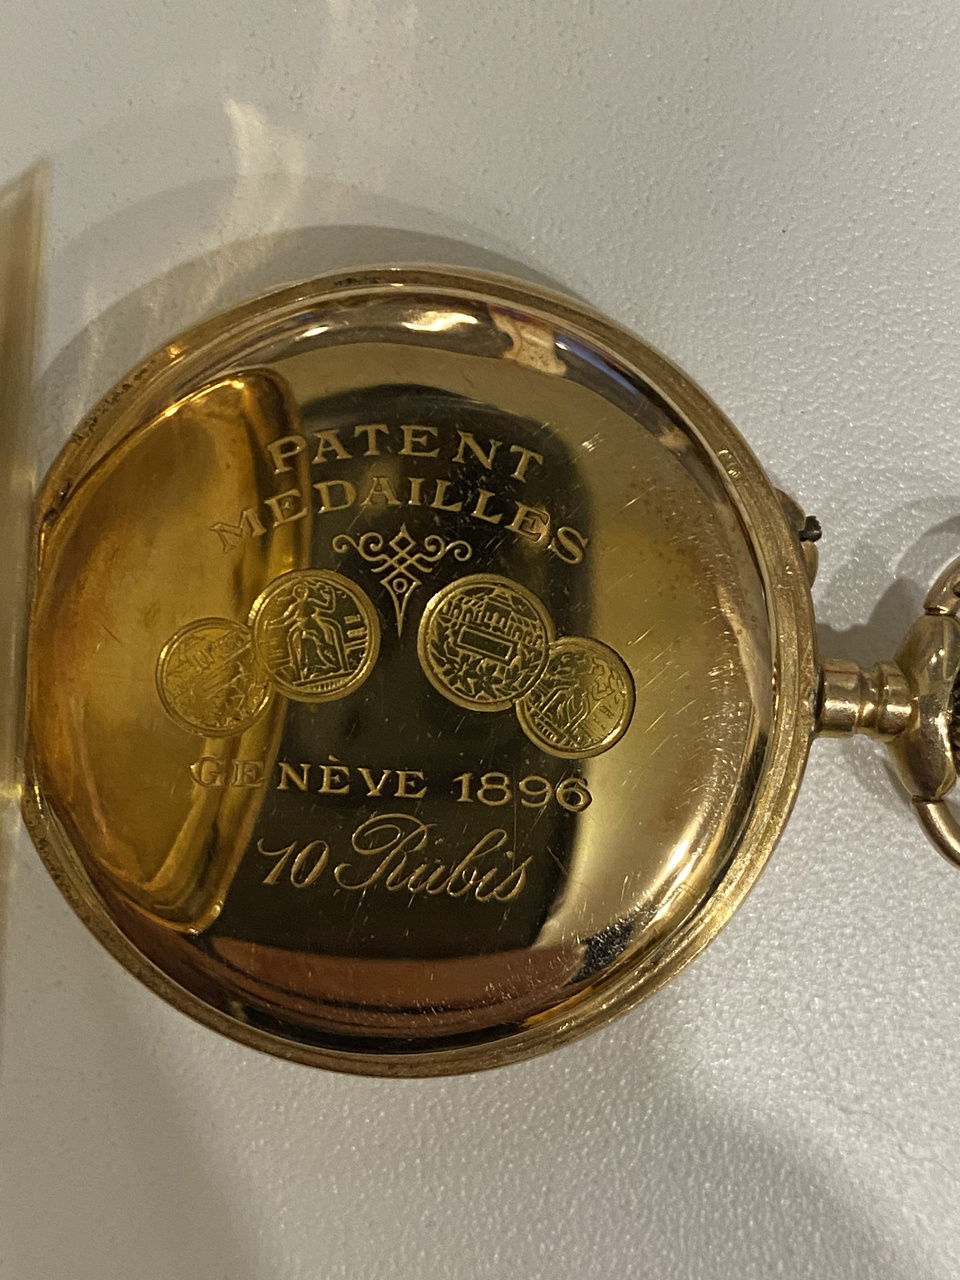 PATENT
MEDAILLES
GENÈVE 1896
10 Rubis